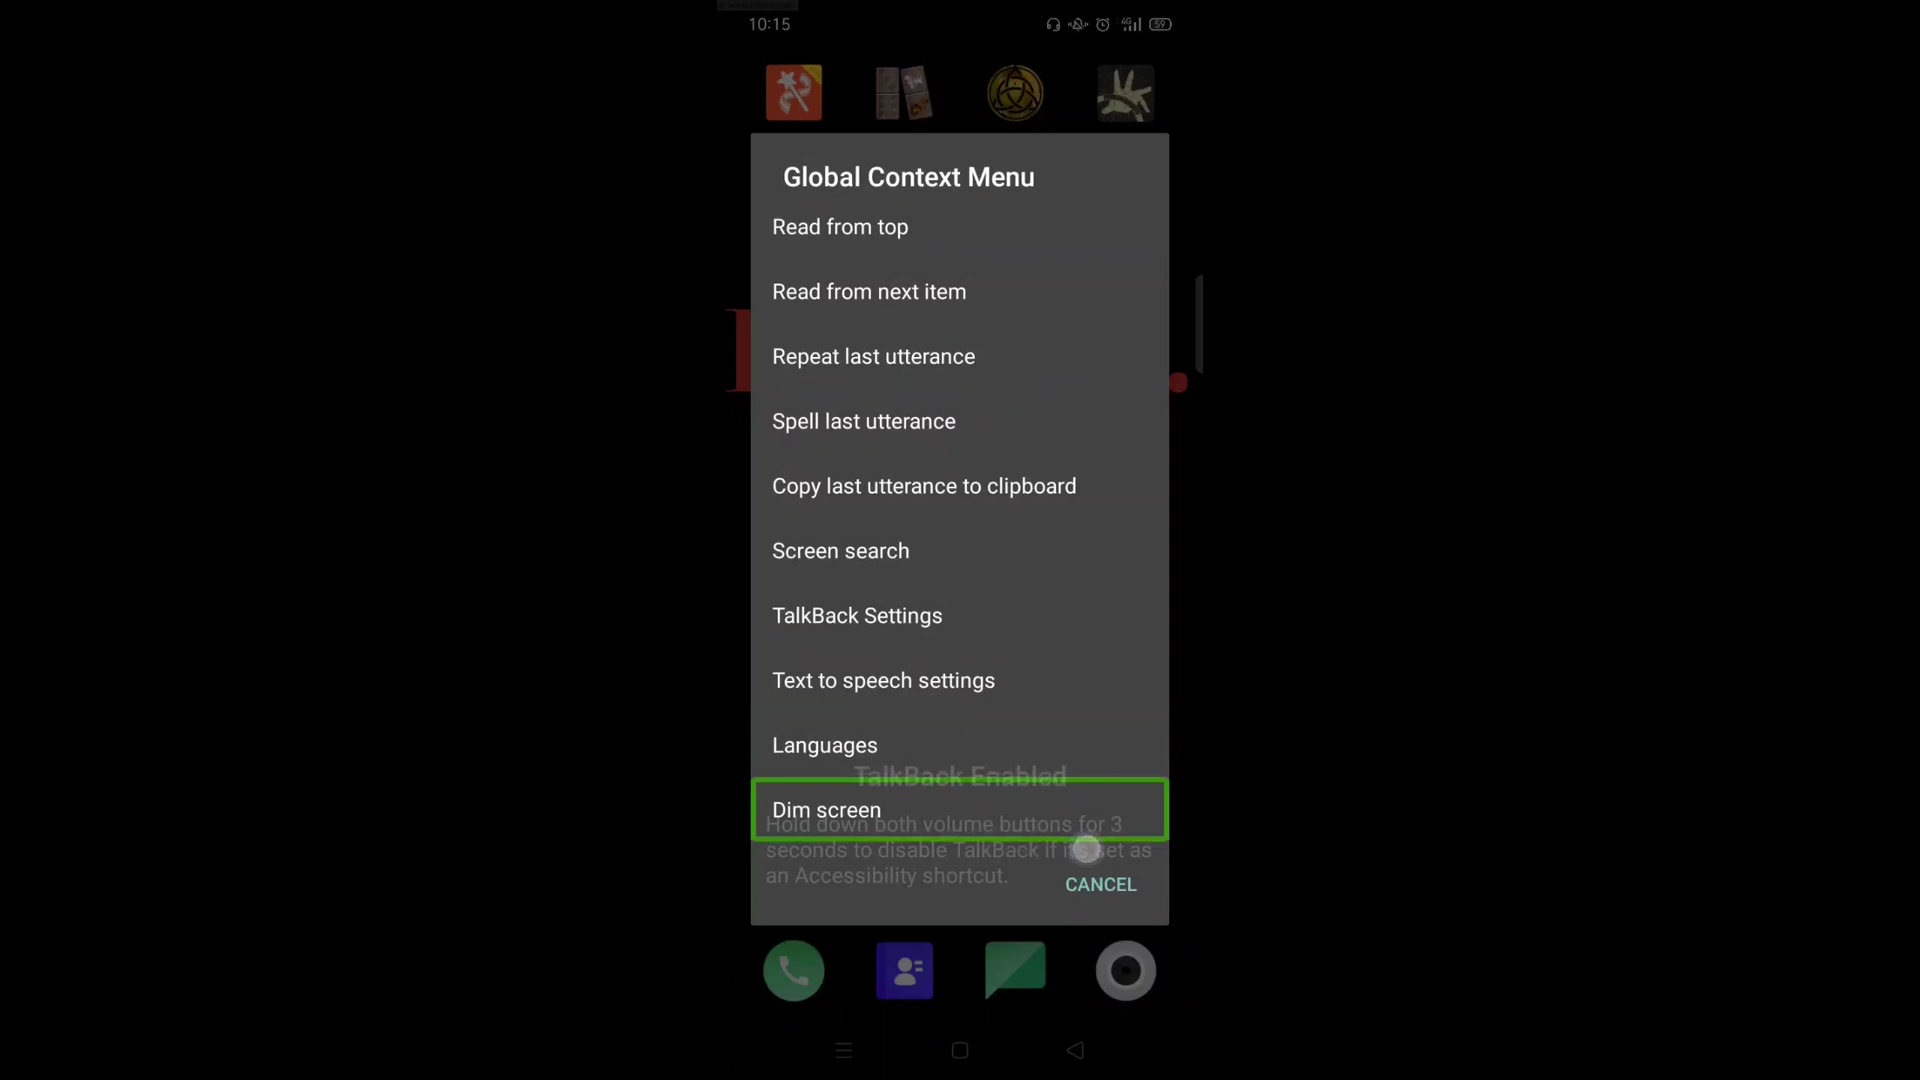 10:15
4G
59
Global Context Menu
Read from top
Read from next item
Repeat last utterance
Spell last utterance
Copy last utterance to clipboard
Screen search
TalkBack Settings
Text to speech settings
Languages
TalkBack Enabled
Dim screen
Hold down both volume buttons for 3
seconds to disable TalkBack if it's set as
an Accessibility shortcut.
CANCEL